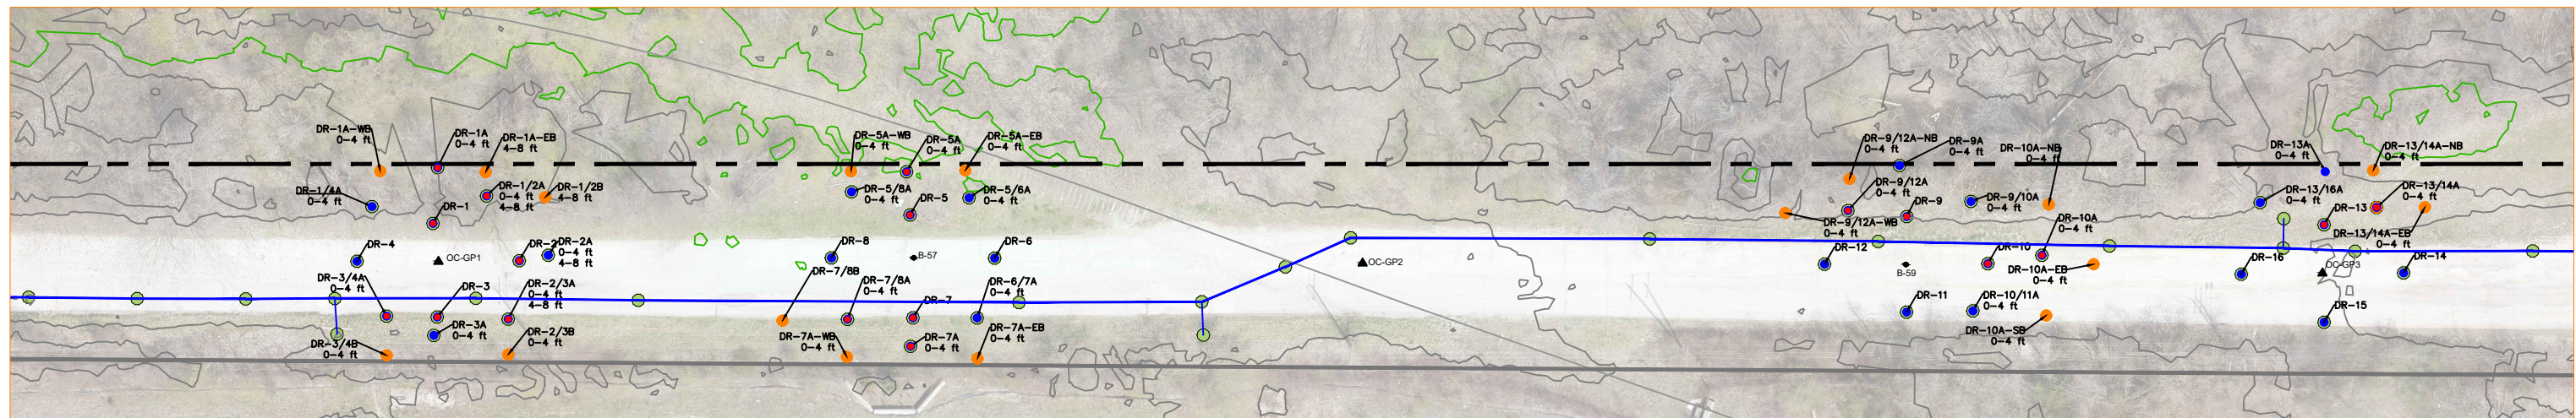 DR-1A-WB
0-4 ft
DR-1A
0-4 ft
DR-1A-EB
4-8 ft
DR-1/4A
0-4 ft
DR-1/2A
0-4 ft
4-8 ft
DR-1/2B
4-8 ft
DR-1
DR-4
OC-GP1
DR-2
DR-2A
0-4 ft
4-8 ft
DR-3/4A
0-4 ft
DR-3
DR-2/3A
0-4 ft
4-8 ft
DR-3A
0-4 ft
DR-3/4B
0-4 ft
DR-2/3B
0-4 ft
DR-5A-WB
0-4 ft
DR-5A
0-4 ft
DR-5A-EB
0-4 ft
DR-5/8A
0-4 ft
DR-5
DR-5/6A
0-4 ft
DR-8
B-57
DR-6
DR-7/8B
0-4 ft
DR-7/8A
0-4 ft
DR-7
DR-6/7A
0-4 ft
DR-7A-WB
0-4 ft
DR-7A
0-4 ft
DR-7A-EB
0-4 ft
OC-GP2
DR-9/12A-NB
0-4 ft
DR-9A
0-4 ft
DR-10A-NB
0-4 ft
DR-9/12A
0-4 ft
DR-9
DR-9/10A
0-4 ft
DR-9/12A-WB
0-4 ft
DR-10A
0-4 ft
DR-12
B-59
DR-10
DR-10A-EB
0-4 ft
DR-11
DR-10/11A
0-4 ft
DR-10A-SB
0-4 ft
DR-13A
0-4 ft
DR-13/14A-NB
0-4 ft
DR-13/16A
0-4 ft
DR-13
DR-13/14A
0-4 ft
DR-13/14A-EB
0-4 ft
DR-16
OC-GP3
DR-14
DR-15